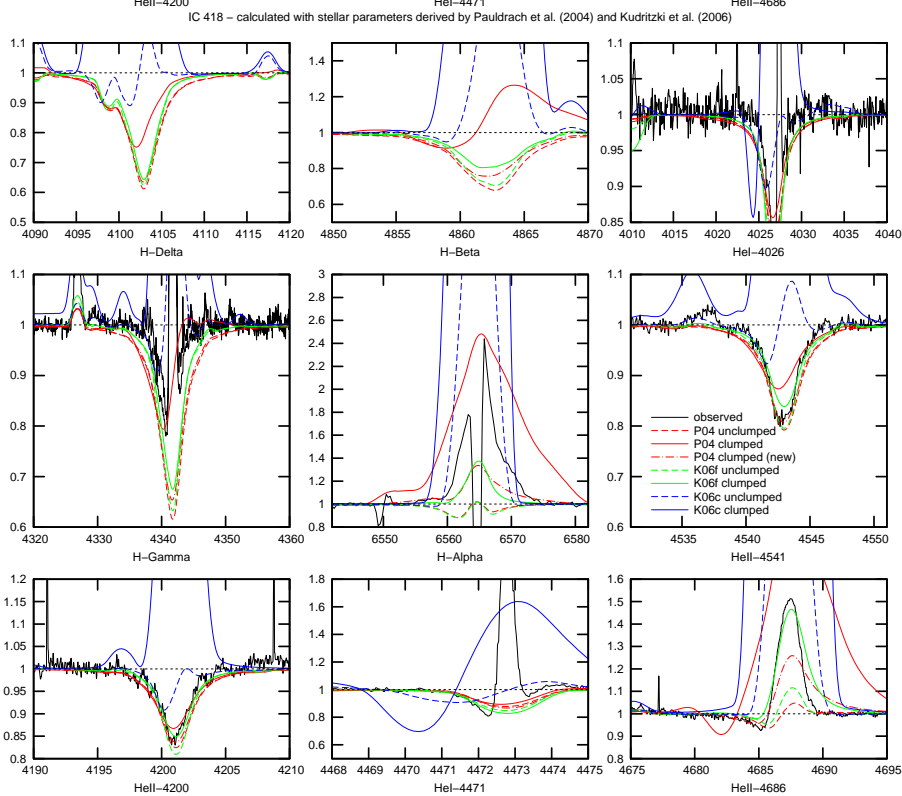 HeII−4200 HeI−4471 HeII−4686
IC 418 − calculated with stellar parameters derived by Pauldrach et al. (2004) and Kudritzki et al. (2006)
1.1
1
0.9
0.8
0.7
0.6
0.5
4090 4095 4100 4105 4110 4115 4120
H−Delta
1.4
1.2
1
0.8
0.6
4850 4855 4860 4865 4870
H−Beta
1.05
1
0.95
0.9
0.85
4010 4015 4020 4025 4030 4035 4040
HeI−4026
1.1
1
0.9
0.8
0.7
0.6
4320 4330 4340 4350 4360
H−Gamma
3
2.8
2.6
2.4
2.2
2
1.8
1.6
1.4
1.2
1
0.8
6550 6560 6570 6580
H−Alpha
1.1
1
0.9
0.8
0.7
0.6
observed
P04 unclumped
P04 clumped
P04 clumped (new)
K06f unclumped
K06f clumped
K06c unclumped
K06c clumped
4535 4540 4545 4550
HeII−4541
1.2
1.15
1.1
1.05
1
0.95
0.9
0.85
0.8
4190 4195 4200 4205 4210
HeII−4200
1.8
1.6
1.4
1.2
1
0.8
0.6
4468 4469 4470 4471 4472 4473 4474 4475
HeI−4471
1.6
1.5
1.4
1.3
1.2
1.1
1
0.9
0.8
4675 4680 4685 4690 4695
HeII−4686